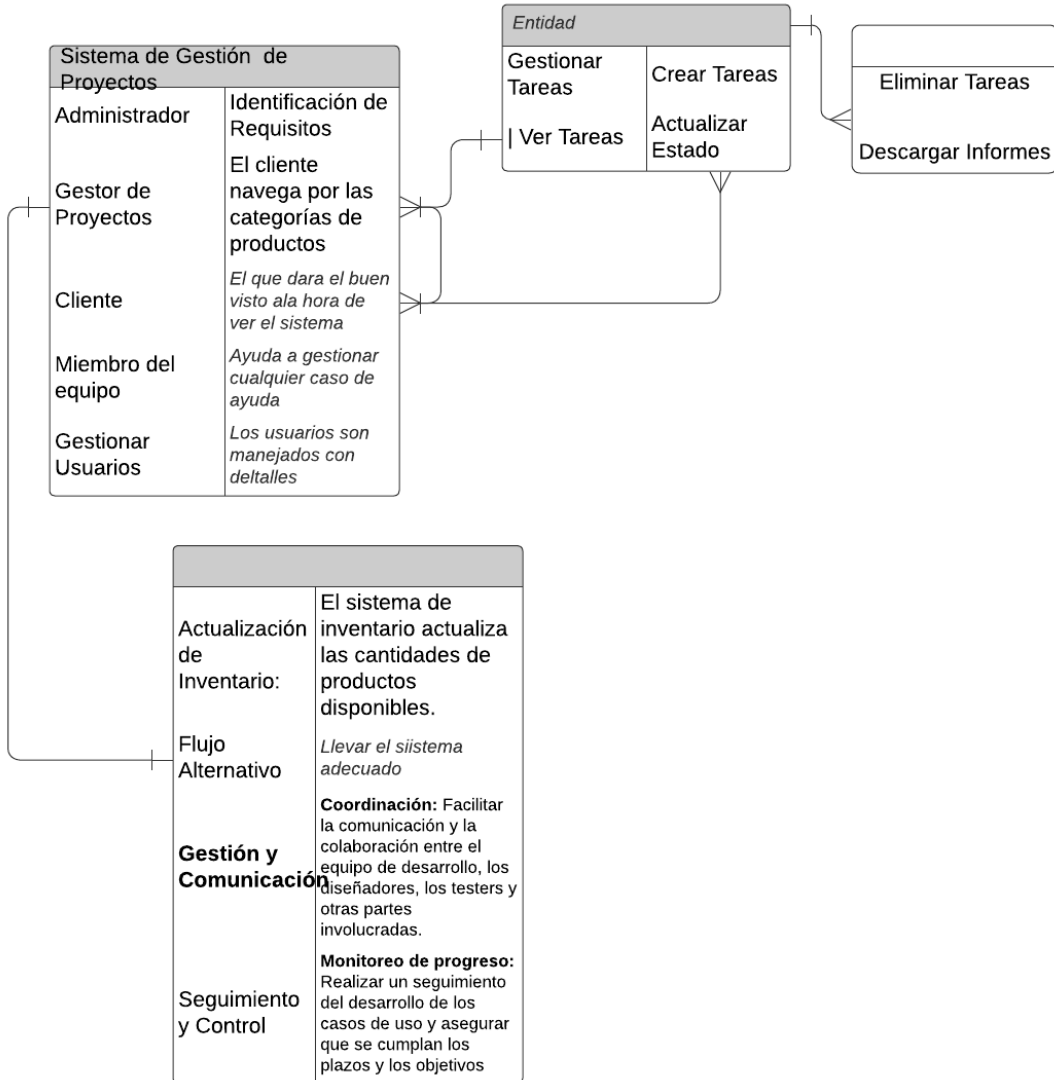 Sistema de Gestión de
Proyectos
Administrador
Identificación de
Requisitos
Gestor de
Proyectos
El cliente
navega por las
categorías de
productos
Cliente
El que dara el buen
visto ala hora de
ver el sistema
Miembro del
equipo
Ayuda a gestionar
cualquier caso de
ayuda
Gestionar
Usuarios
Los usuarios son
manejados con
deltalles
Entidad
Gestionar
Tareas
Crear Tareas
| Ver Tareas
Actualizar
Estado
Eliminar Tareas
Descargar Informes
Actualización
de
Inventario:
El sistema de
inventario actualiza
las cantidades de
productos
disponibles.
Flujo
Alternativo
Llevar el siistema
adecuado
Gestión y
Comunicación
Coordinación: Facilitar
la comunicación y la
colaboración entre el
equipo de desarrollo, los
diseñadores, los testers y
otras partes
involucradas.
Seguimiento
y Control
Monitoreo de progreso:
Realizar un seguimiento
del desarrollo de los
casos de uso y asegurar
que se cumplan los
plazos y los objetivos